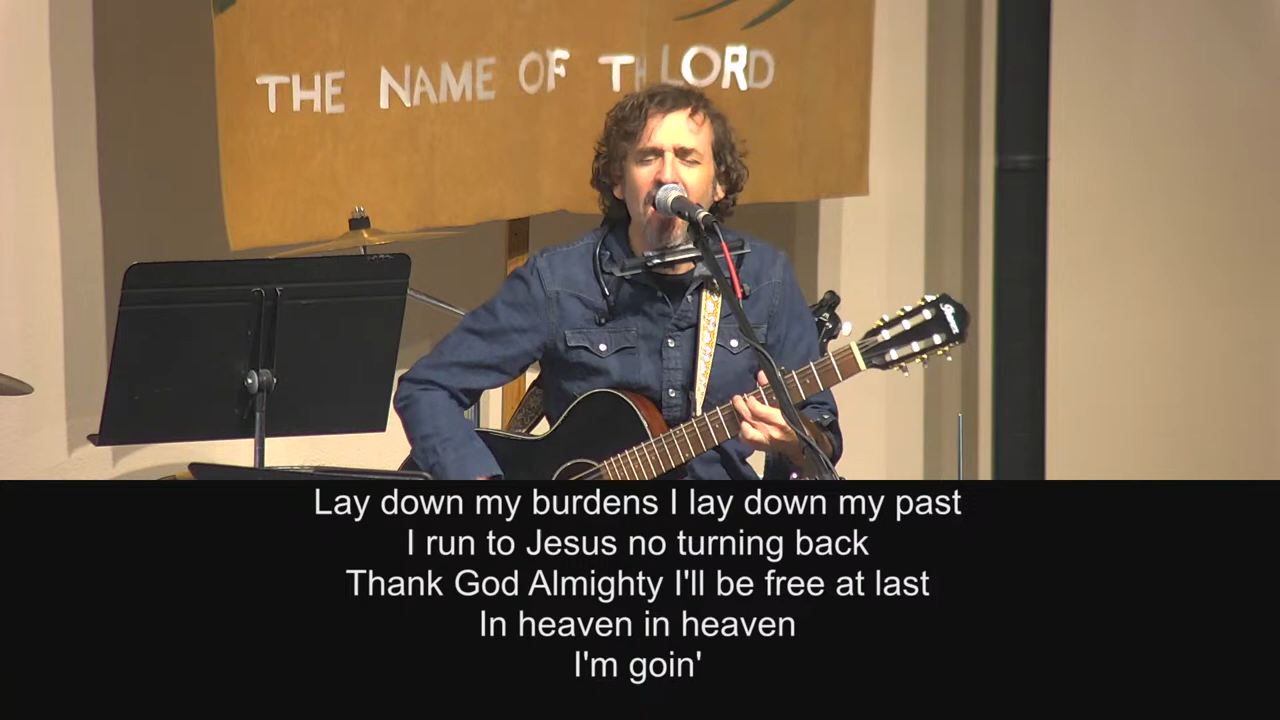 THE NAME OF TH LORD
Lay down my burdens I lay down my past
I run to Jesus no turning back
Thank God Almighty I'll be free at last
In heaven in heaven
I'm goin'